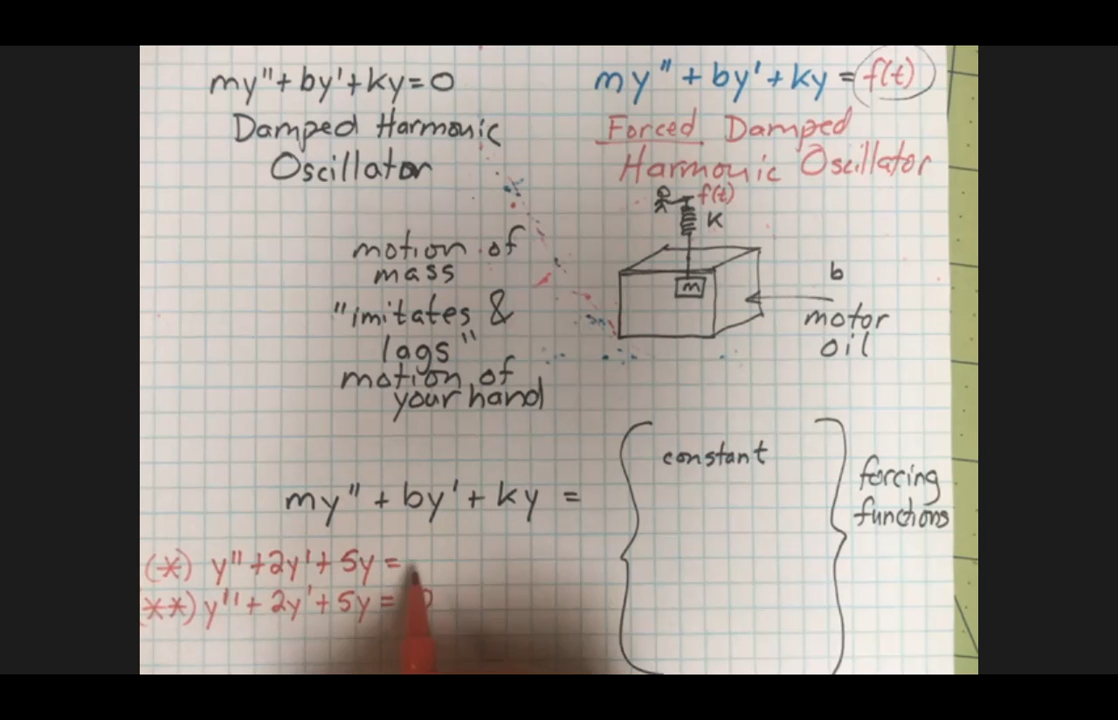 my" + by' + ky = 0
Damped Harmonic
Oscillator
my" + by' + ky = f(t)
Forced Damped
Harmonic Oscillator
f(t)
K
m
b
motor
oil
motion of
mass
"imitates &
lags"
motion of
your hand
my" + by' + ky =
constant
forcing
functions
(*) y" + 2y' + 5y =
(**) y" + 2y' + 5y = 0